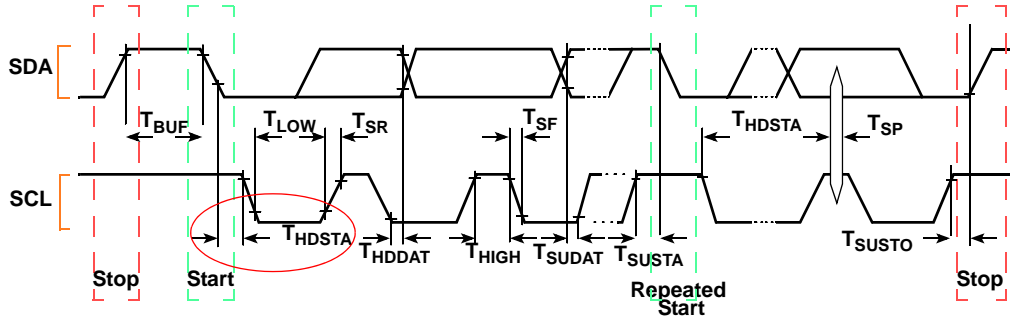 SDA
TBUF
TLOW
TSR
TSF
THDSTA
TSP
SCL
THDSTA
THDDAT
THIGH
TSUDAT
TSUSTA
TSUSTO
Stop
Start
Repeated
Start
Stop